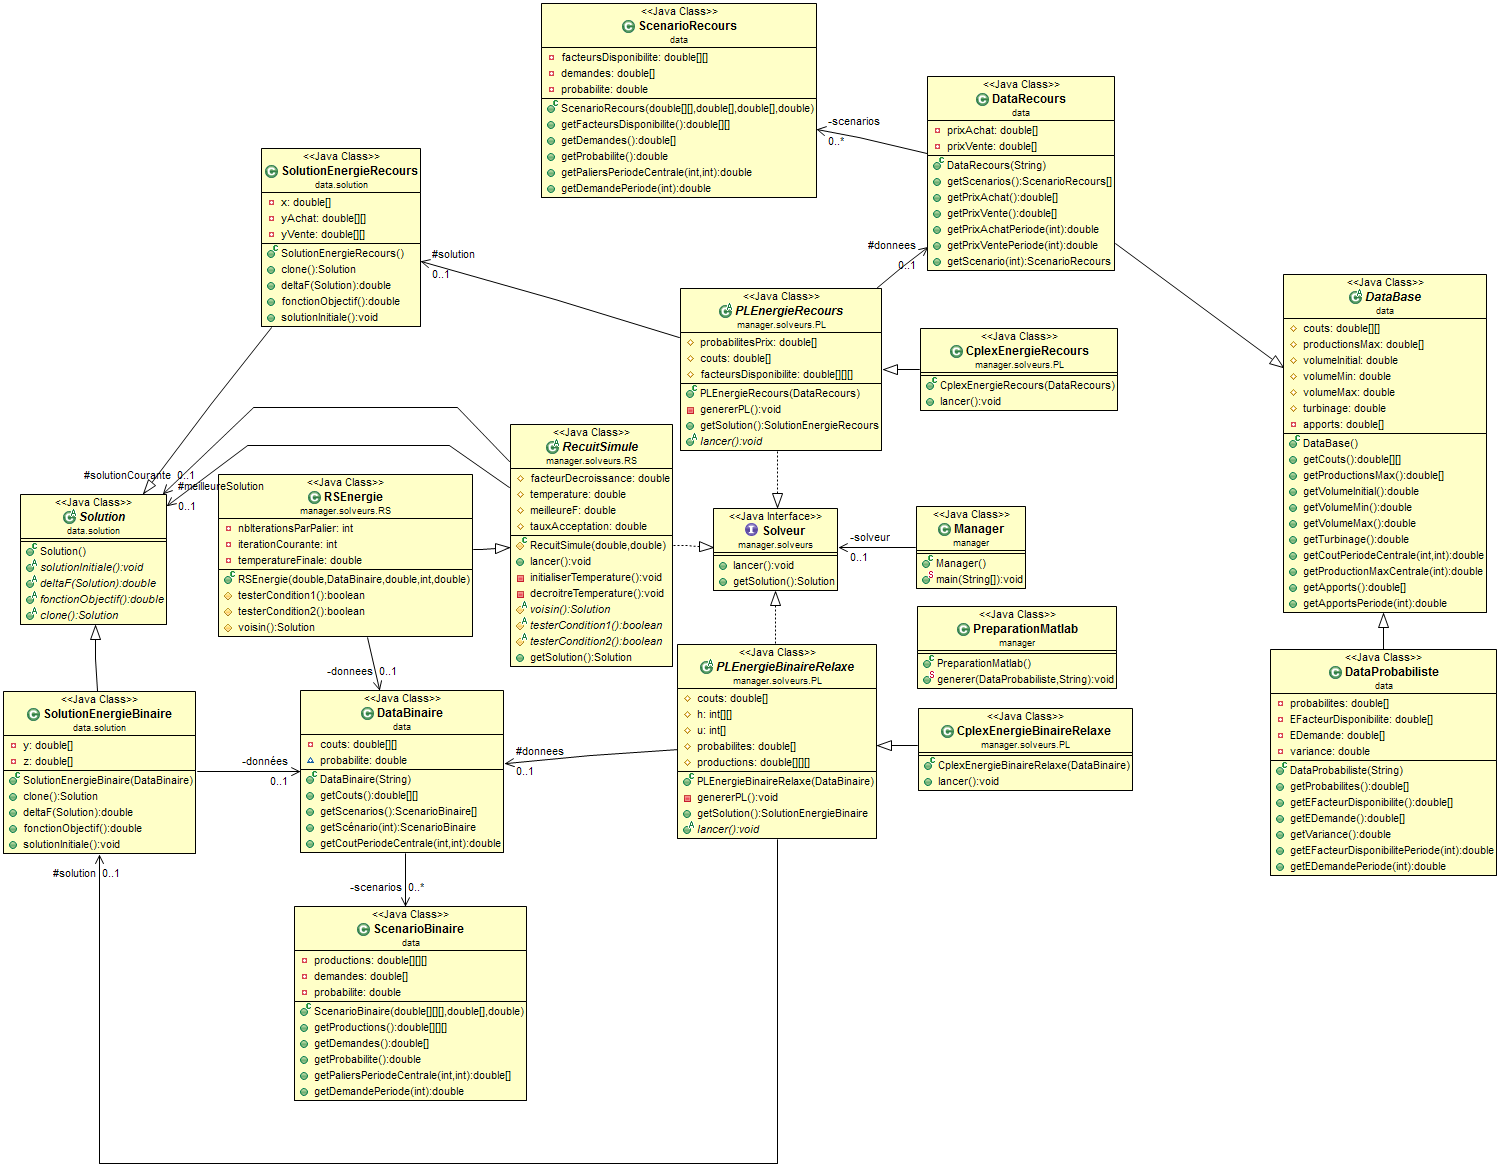 <<Java Class>>
ScenarioRecours
data
facteursDisponibilite: double[][]
demandes: double[]
probabilite: double
ScenarioRecours(double[][],double[],double[],double)
getFacteursDisponibilite():double[][]
getDemandes():double[]
getProbabilite():double
getPaliersPeriodeCentrale(int,int):double
getDemandePeriode(int):double
-scenarios
0..*
<<Java Class>>
DataRecours
data
prixAchat: double[]
prixVente: double[]
DataRecours(String)
getScenarios():ScenarioRecours[]
getPrixAchat():double[]
getPrixVente():double[]
getPrixAchatPeriode(int):double
getPrixVentePeriode(int):double
getScenario(int):ScenarioRecours
<<Java Class>>
SolutionEnergieRecours
data.solution
x: double[]
yAchat: double[][]
yVente: double[][]
SolutionEnergieRecours()
clone():Solution
deltaF(Solution):double
fonctionObjectif():double
solutionInitiale():void
#solution
0..1
#donnees
0..1
<<Java Class>>
PLEnergieRecours
manager.solveurs.PL
probabilitesPrix: double[]
couts: double[]
facteursDisponibilite: double[][][]
PLEnergieRecours(DataRecours)
genererPL():void
getSolution():SolutionEnergieRecours
lancer():void
<<Java Class>>
CplexEnergieRecours
manager.solveurs.PL
CplexEnergieRecours(DataRecours)
lancer():void
<<Java Class>>
DataBase
data
couts: double[][]
productionsMax: double[]
volumeInitial: double
volumeMin: double
volumeMax: double
turbinage: double
apports: double[]
DataBase()
getCouts():double[][]
getProductionsMax():double[]
getVolumeInitial():double
getVolumeMin():double
getVolumeMax():double
getTurbinage():double
getCoutPeriodeCentrale(int,int):double
getProductionMaxCentrale(int):double
getApports():double[]
getApportsPeriode(int):double
<<Java Class>>
RecuitSimule
manager.solveurs.RS
facteurDecroissance: double
temperature: double
meilleureF: double
tauxAcceptation: double
RecuitSimule(double,double)
lancer():void
initialiserTemperature():void
decroitreTemperature():void
voisin():Solution
testerCondition1():boolean
testerCondition2():boolean
getSolution():Solution
#solutionCourante 0..1
#meilleureSolution
0..1
<<Java Class>>
Solution
data.solution
Solution()
solutionInitiale():void
deltaF(Solution):double
fonctionObjectif():double
clone():Solution
<<Java Class>>
RSEnergie
manager.solveurs.RS
nbIterationsParPalier: int
iterationCourante: int
temperatureFinale: double
RSEnergie(double,DataBinaire,double,int,double)
testerCondition1():boolean
testerCondition2():boolean
voisin():Solution
<<Java Interface>>
Solveur
manager.solveurs
lancer():void
getSolution():Solution
-solveur
0..1
<<Java Class>>
Manager
manager
Manager()
main(String[]):void
<<Java Class>>
PreparationMatlab
manager
PreparationMatlab()
generer(DataProbabiliste,String):void
-donnees 0..1
<<Java Class>>
DataBinaire
data
couts: double[][]
probabilite: double
DataBinaire(String)
getCouts():double[][]
getScenarios():ScenarioBinaire[]
getScénario(int):ScenarioBinaire
getCoutPeriodeCentrale(int,int):double
<<Java Class>>
PLEnergieBinaireRelaxe
manager.solveurs.PL
couts: double[]
h: int[][]
u: int[]
probabilites: double[]
productions: double[][][]
PLEnergieBinaireRelaxe(DataBinaire)
genererPL():void
getSolution():SolutionEnergieBinaire
lancer():void
#donnees
0..1
<<Java Class>>
CplexEnergieBinaireRelaxe
manager.solveurs.PL
CplexEnergieBinaireRelaxe(DataBinaire)
lancer():void
<<Java Class>>
DataProbabiliste
data
probabilites: double[]
EFacteurDisponibilite: double[]
EDemande: double[]
variance: double
DataProbabiliste(String)
getProbabilites():double[]
getEFacteurDisponibilite():double[]
getEDemande():double[]
getVariance():double
getEFacteurDisponibilitePeriode(int):double
getEDemandePeriode(int):double
<<Java Class>>
SolutionEnergieBinaire
data.solution
y: double[]
z: double[]
SolutionEnergieBinaire(DataBinaire)
clone():Solution
deltaF(Solution):double
fonctionObjectif():double
solutionInitiale():void
-données
0..1
#solution 0..1
-scenarios 0..*
<<Java Class>>
ScenarioBinaire
data
productions: double[][][]
demandes: double[]
probabilite: double
ScenarioBinaire(double[][][],double[],double)
getProductions():double[][][]
getDemandes():double[]
getProbabilite():double
getPaliersPeriodeCentrale(int,int):double[]
getDemandePeriode(int):double